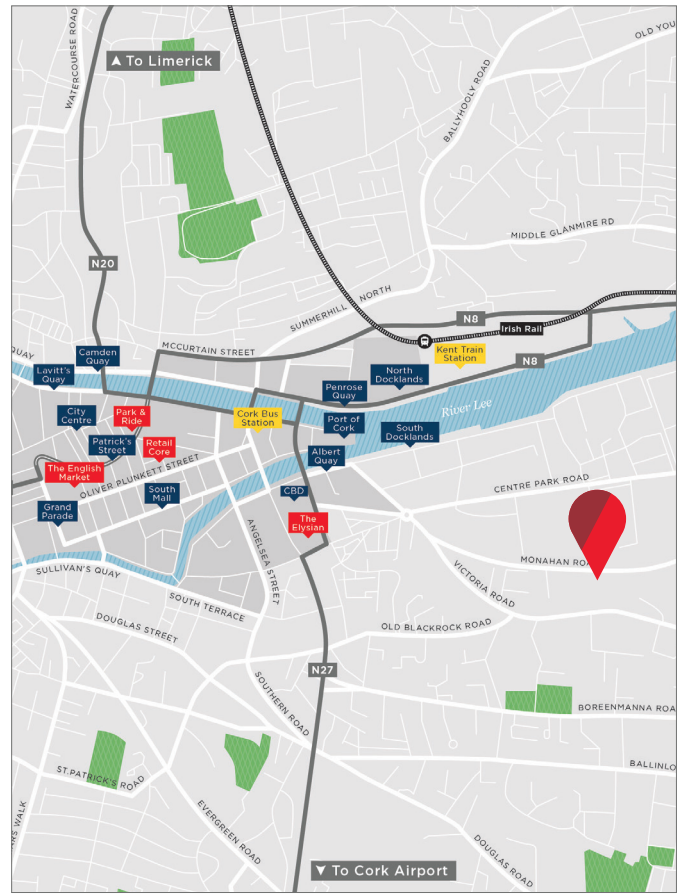 WATERCOURSE ROAD
▲ To Limerick
OLD YOU
BALLYHOOLY ROAD
MIDDLE GLANMIRE RD
N20
SUMMERHILL NORTH
N8
Irish Rail
MCCURTAIN STREET
Kent Train
Station
N8
QUAY
Camden
Quay
Lavitt's
Quay
North
Docklands
Penrose
Quay
River Lee
City
Centre
Park &
Ride
Cork Bus
Station
Port of
Cork
South
Docklands
Patrick's
Street
Retail
Core
Albert
Quay
The English
Market
OLIVER PLUNKETT STREET
CENTRE PARK ROAD
South
Mall
CBD
Grand
Parade
The
Elysian
ANGELSEA STREET
MONAHAN ROA
SULLIVAN'S QUAY
VICTORIA ROAD
SOUTH TERRACE
DOUGLAS STREET
OLD BLACKROCK ROAD
N27
SOUTHERN ROAD
BOREENMANNA ROA
BALLINLO
ST.PATRICK'S ROAD
EVERGREEN ROAD
RS WALK
DOUGLAS ROAD
▼ To Cork Airport